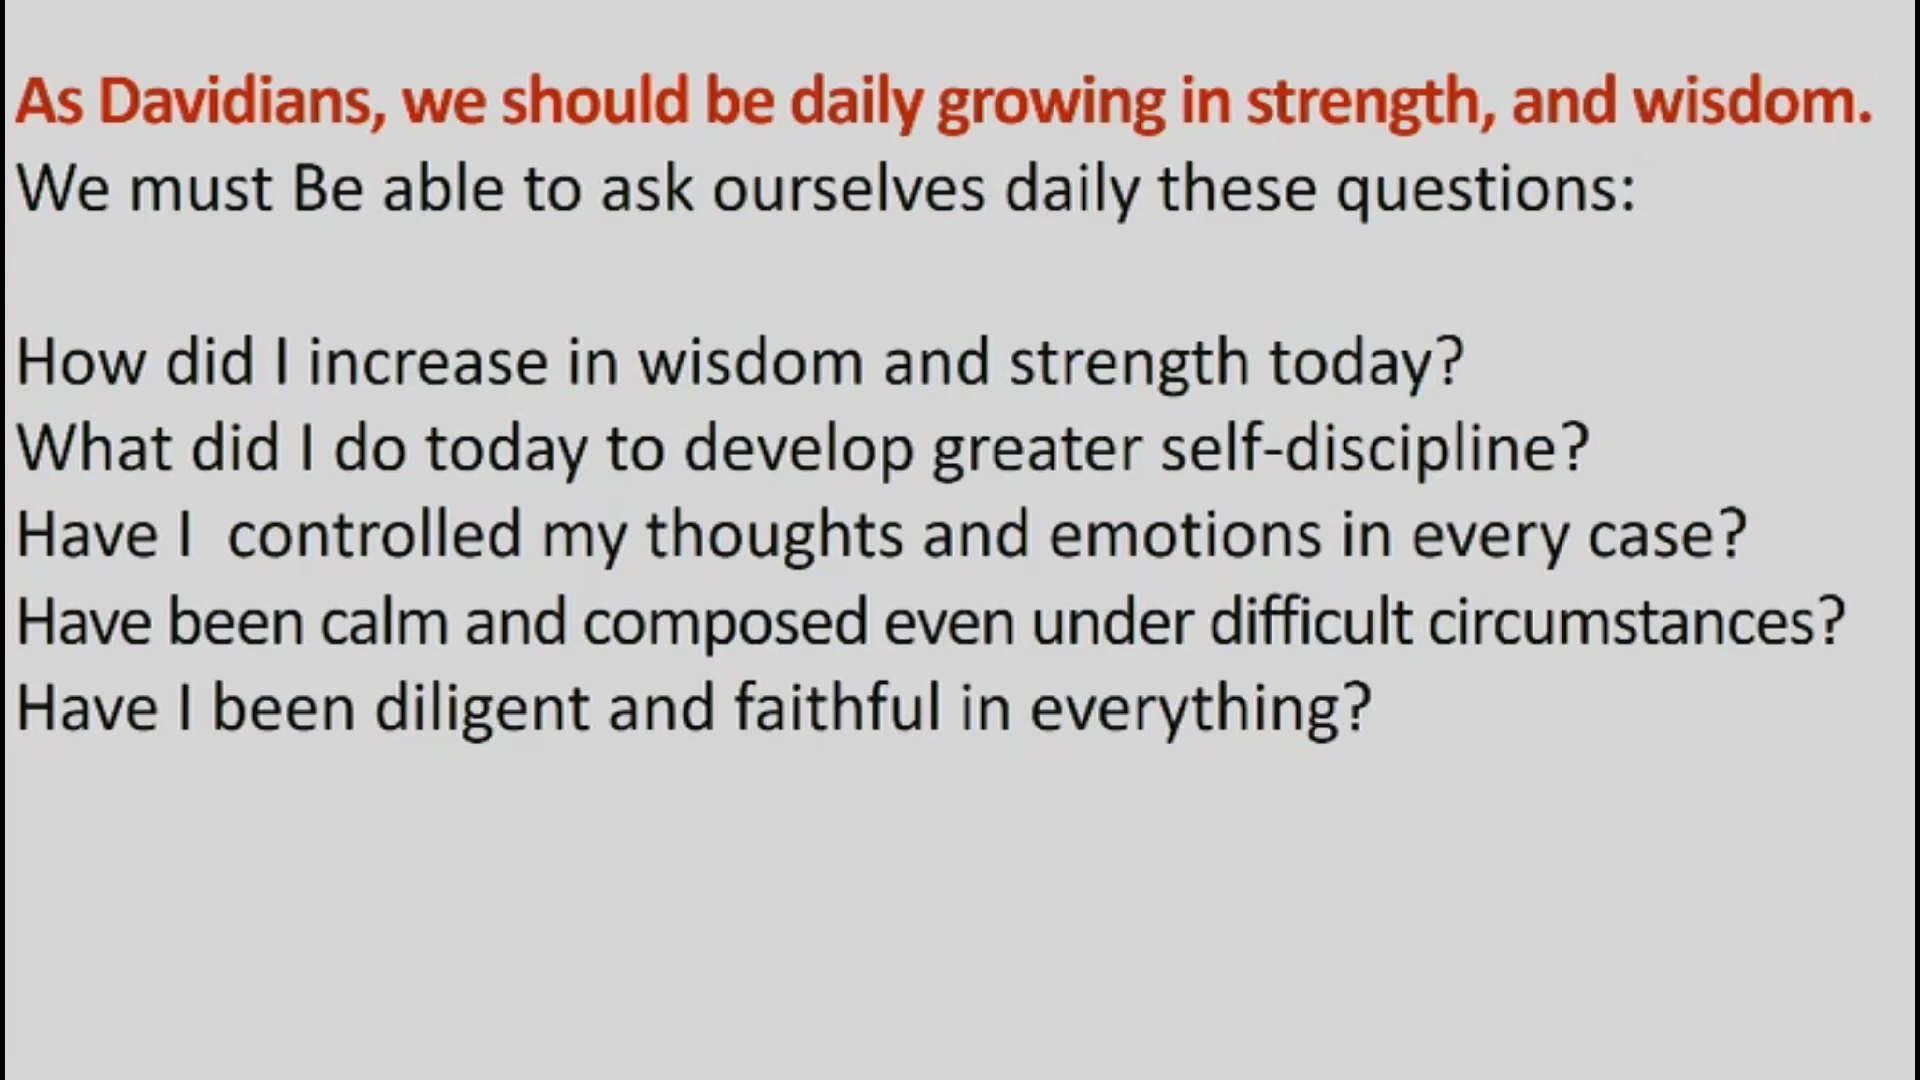 As Davidians, we should be daily growing in strength, and wisdom.
We must Be able to ask ourselves daily these questions:
How did I increase in wisdom and strength today?
What did I do today to develop greater self-discipline?
Have I  controlled my thoughts and emotions in every case?
Have been calm and composed even under difficult circumstances?
Have I been diligent and faithful in everything?